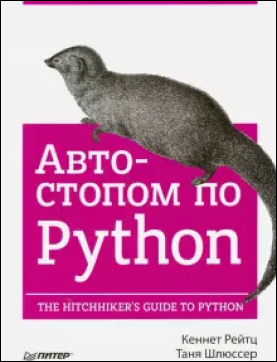 Авто-
стопом по
Python
THE HITCHHIKER'S GUIDE TO PYTHON
ПИТЕР
Кеннет Рейтц
Таня Шлюссер